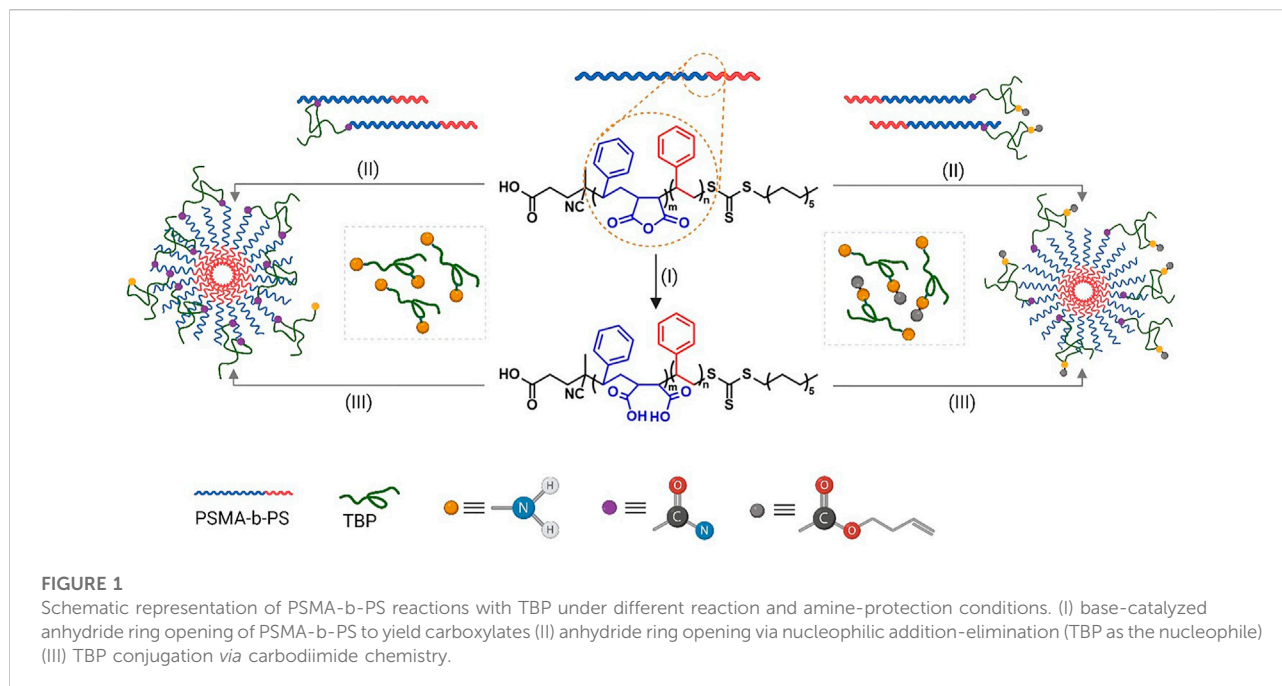 (II)
(II)
HO
O
NC
m
n
S
S
S
5
O
O
O
(I)
(III)
(III)
HO
O
NC
m
n
S
S
S
5
O
O
OH
HO
PSMA-b-PS
TBP
N
H
H
O
C
N
O
C
O
FIGURE 1
Schematic representation of PSMA-b-PS reactions with TBP under different reaction and amine-protection conditions. (I) base-catalyzed
anhydride ring opening of PSMA-b-PS to yield carboxylates (II) anhydride ring opening via nucleophilic addition-elimination (TBP as the nucleophile)
(III) TBP conjugation via carbodiimide chemistry.